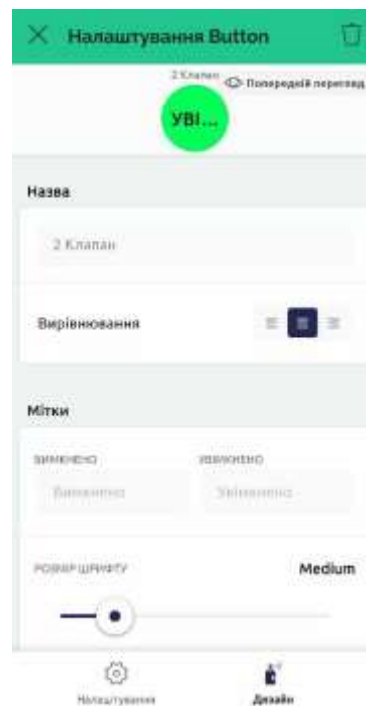 Налаштування Button
2 Клапан
Попередній перегляд
УВІ...
Назва
2 Клапан
Вирівнювання
Мітки
ВИМКНЕНО УВІМКНЕНО
Вимкнено Увімкнено
РОЗМІР ШРИФТУ Medium
Налаштування Дизайн